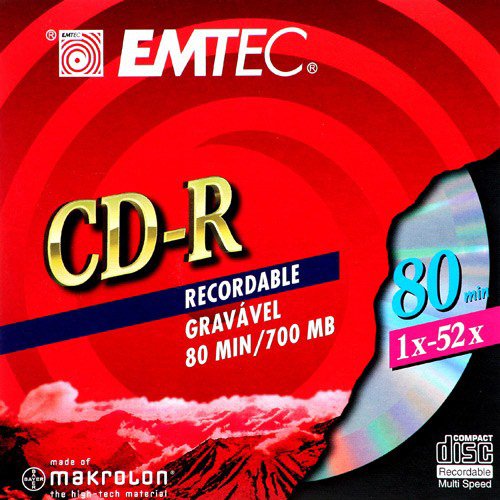 ® EMTEC®
CD-R
RECORDABLE
GRAVÁVEL
80 MIN/700 MB
80 min
1x-52x
made of
BAYER makrolon®
the high-tech material
COMPACT
disc
Recordable
Multi Speed